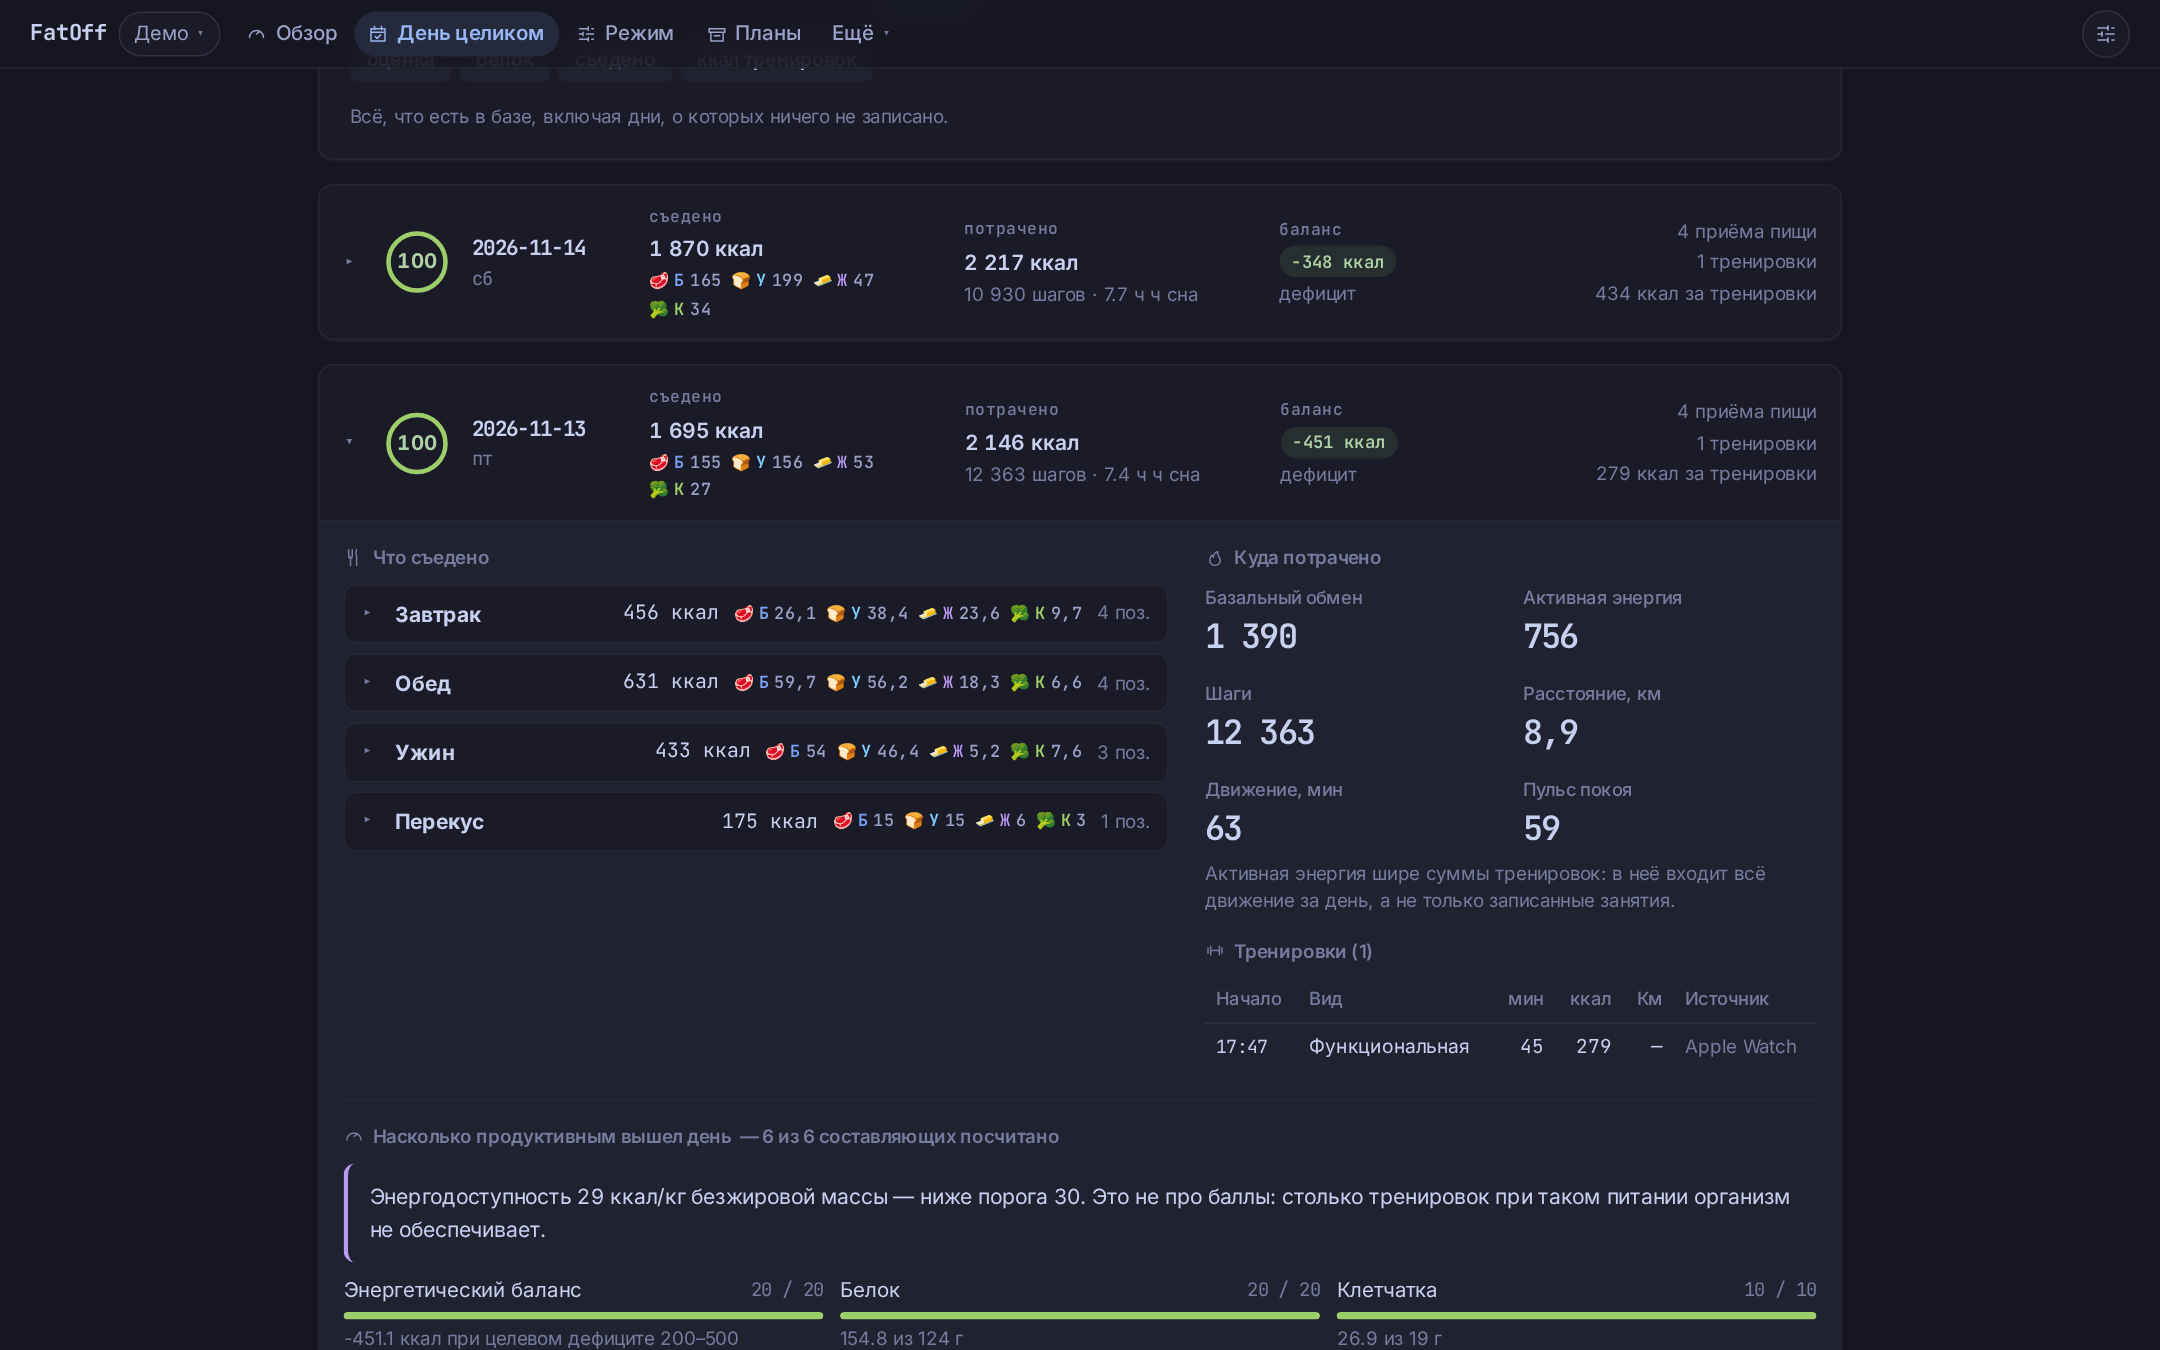 FatOff Демо Обзор День целиком Режим Планы Ещё
оценка белок съедено ккал тренировок
Всё, что есть в базе, включая дни, о которых ничего не записано.
100
2026-11-14
сб
съедено
1 870 ккал
Б 165 У 199 Ж 47
К 34
потрачено
2 217 ккал
10 930 шагов · 7.7 ч ч сна
баланс
-348 ккал
дефицит
4 приёма пищи
1 тренировки
434 ккал за тренировки
100
2026-11-13
пт
съедено
1 695 ккал
Б 155 У 156 Ж 53
К 27
потрачено
2 146 ккал
12 363 шагов · 7.4 ч ч сна
баланс
-451 ккал
дефицит
4 приёма пищи
1 тренировки
279 ккал за тренировки
Что съедено
Завтрак 456 ккал Б 26,1 У 38,4 Ж 23,6 К 9,7 4 поз.
Обед 631 ккал Б 59,7 У 56,2 Ж 18,3 К 6,6 4 поз.
Ужин 433 ккал Б 54 У 46,4 Ж 5,2 К 7,6 3 поз.
Перекус 175 ккал Б 15 У 15 Ж 6 К 3 1 поз.
Куда потрачено
Базальный обмен Активная энергия
1 390 756
Шаги Расстояние, км
12 363 8,9
Движение, мин Пульс покоя
63 59
Активная энергия шире суммы тренировок: в неё входит всё
движение за день, а не только записанные занятия.
Тренировки (1)
Начало Вид мин ккал Км Источник
17:47 Функциональная 45 279 — Apple Watch
Насколько продуктивным вышел день — 6 из 6 составляющих посчитано
Энергодоступность 29 ккал/кг безжировой массы — ниже порога 30. Это не про баллы: столько тренировок при таком питании организм
не обеспечивает.
Энергетический баланс 20 / 20 Белок 20 / 20 Клетчатка 10 / 10
-451.1 ккал при целевом дефиците 200–500 154.8 из 124 г 26.9 из 19 г